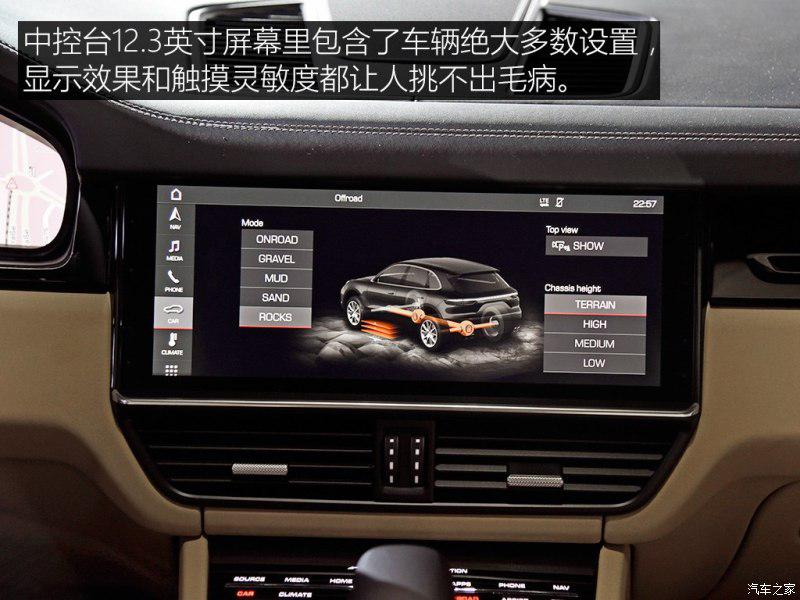 中控台12.3英寸屏幕里包含了车辆绝大多数设置，
显示效果和触摸灵敏度都让人挑不出毛病。
Offroad
LTE
22:57
NAV
MEDIA
PHONE
CAR
CLIMATE
Mode
ONROAD
GRAVEL
MUD
SAND
ROCKS
Top view
SHOW
Chassis height
TERRAIN
HIGH
MEDIUM
LOW
SOURCE MEDIA HOME PHONE NAV
CAR CLIMATE
汽车之家